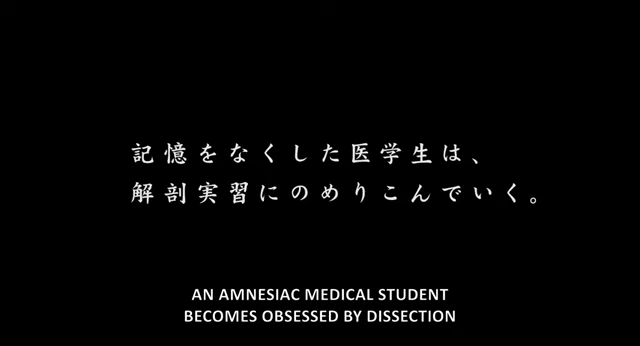 記憶をなくした医学生は、
解剖実習にのめりこんでいく。
AN AMNESIAC MEDICAL STUDENT
BECOMES OBSESSED BY DISSECTION